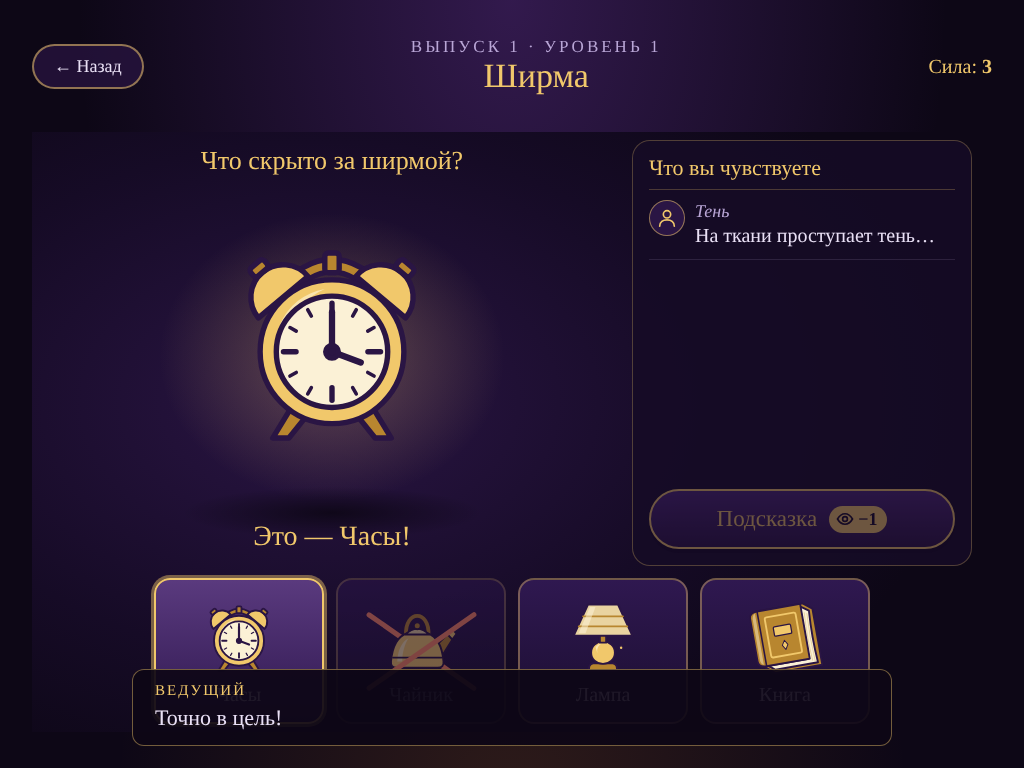 ← Назад
ВЫПУСК 1 · УРОВЕНЬ 1
Ширма
Сила: 3
Что скрыто за ширмой?
Что вы чувствуете
Тень
На ткани проступает тень…
Подсказка −1
Это — Часы!
Часы
Чайник
Лампа
Книга
ВЕДУЩИЙ
Точно в цель!